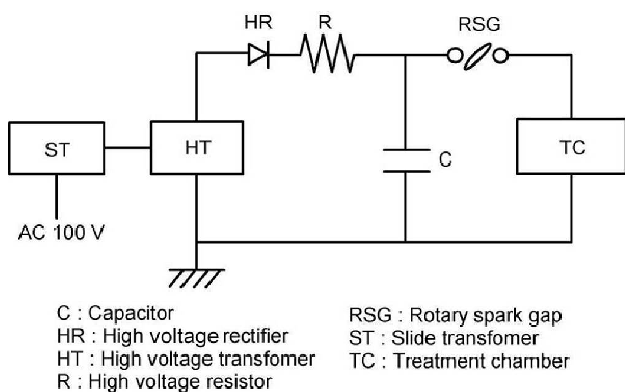 HR
R
RSG
ST
HT
C
TC
AC 100 V
C : Capacitor
HR : High voltage rectifier
HT : High voltage transfomer
R : High voltage resistor
RSG : Rotary spark gap
ST : Slide transfomer
TC : Treatment chamber